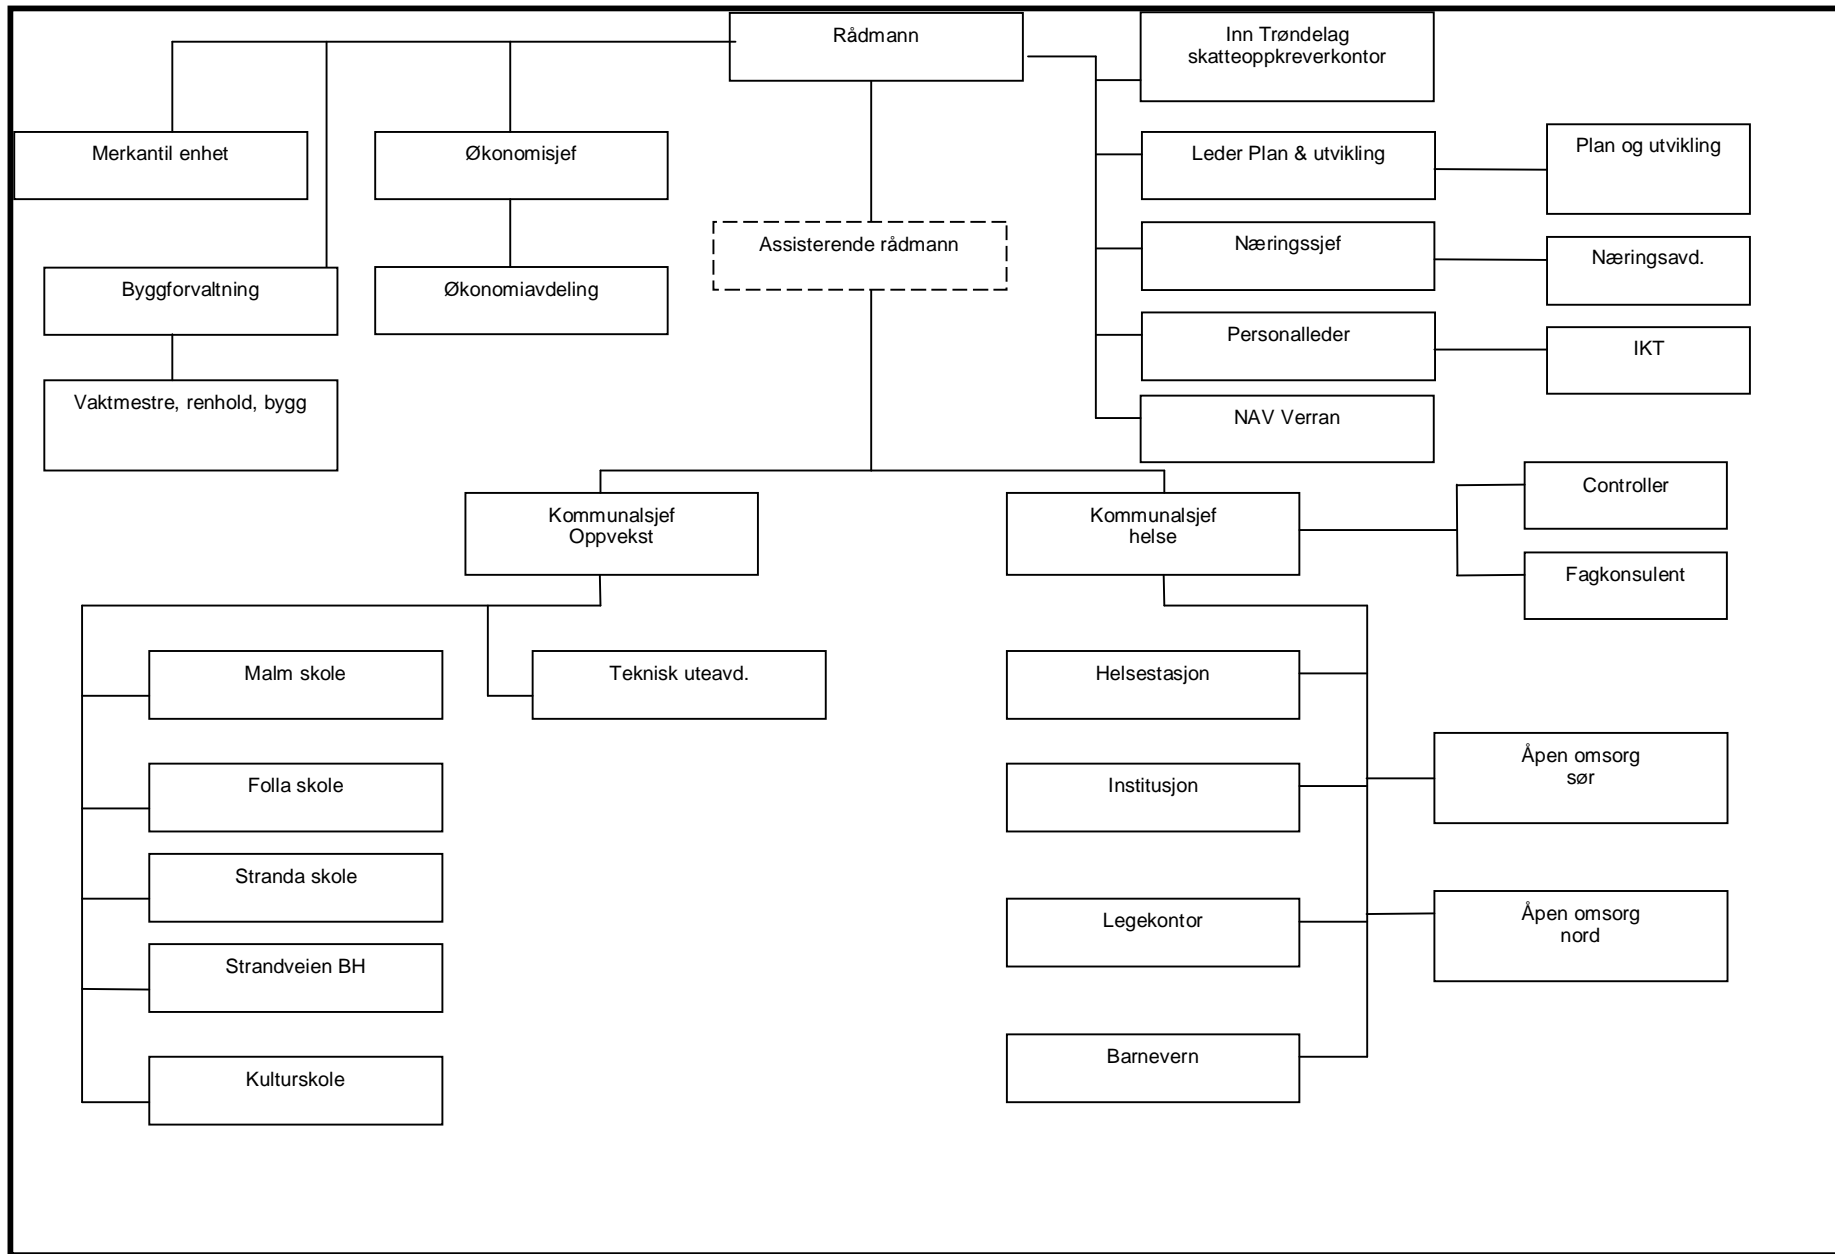 Rådmann
Inn Trøndelag
skatteoppkreverkontor
Merkantil enhet
Økonomisjef
Leder Plan & utvikling
Plan og utvikling
Assisterende rådmann
Næringssjef
Næringsavd.
Byggforvaltning
Økonomiavdeling
Personalleder
IKT
Vaktmestre, renhold, bygg
NAV Verran
Kommunalsjef
Oppvekst
Kommunalsjef
helse
Controller
Fagkonsulent
Malm skole
Teknisk uteavd.
Helsestasjon
Folla skole
Institusjon
Åpen omsorg
sør
Stranda skole
Legekontor
Åpen omsorg
nord
Strandveien BH
Kulturskole
Barnevern